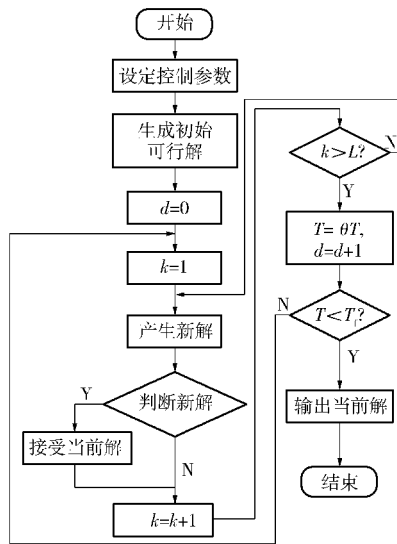 开始
设定控制参数
生成初始
可行解
d=0
k=1
产生新解
判断新解
Y
接受当前解
N
k=k+1
k>L?
N
Y
T= θT,
d=d+1
N
T<Tf?
Y
输出当前解
结束